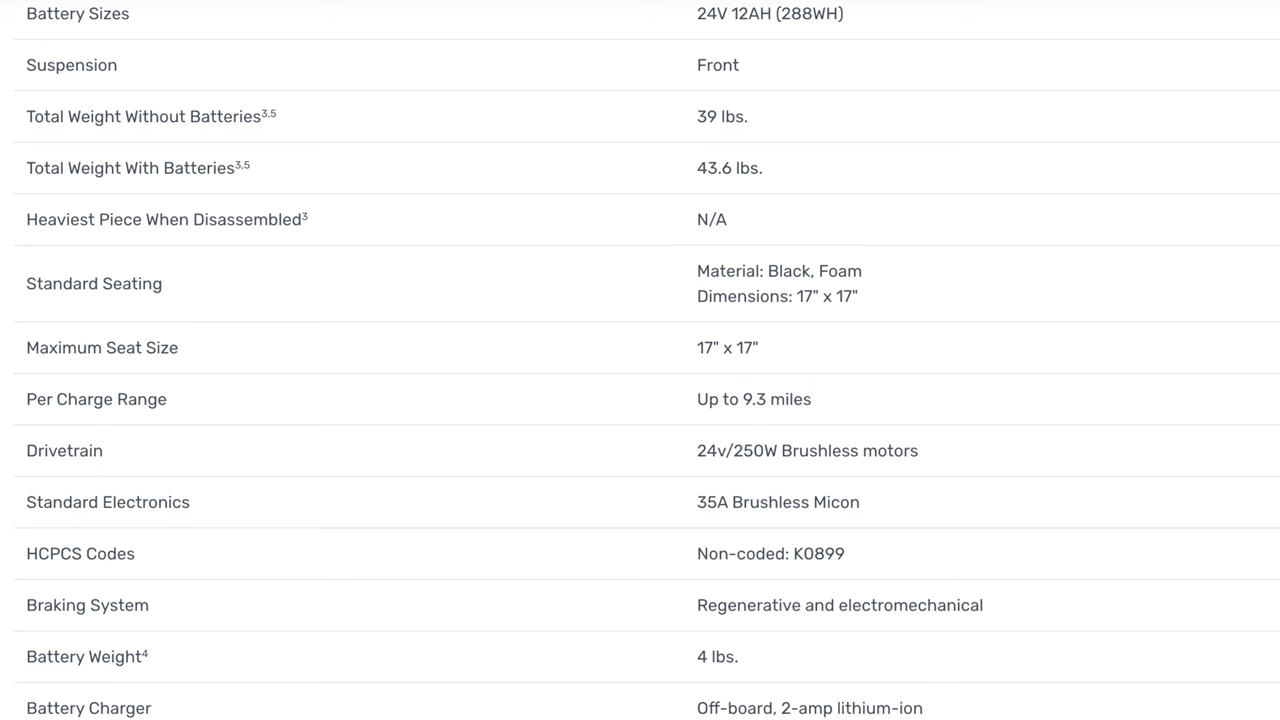 Battery Sizes 24V 12AH (288WH)
Suspension Front
Total Weight Without Batteries3,5 39 lbs.
Total Weight With Batteries3,5 43.6 lbs.
Heaviest Piece When Disassembled3 N/A
Standard Seating Material: Black, Foam
Dimensions: 17" x 17"
Maximum Seat Size 17" x 17"
Per Charge Range Up to 9.3 miles
Drivetrain 24v/250W Brushless motors
Standard Electronics 35A Brushless Micon
HCPCS Codes Non-coded: K0899
Braking System Regenerative and electromechanical
Battery Weight4 4 lbs.
Battery Charger Off-board, 2-amp lithium-ion